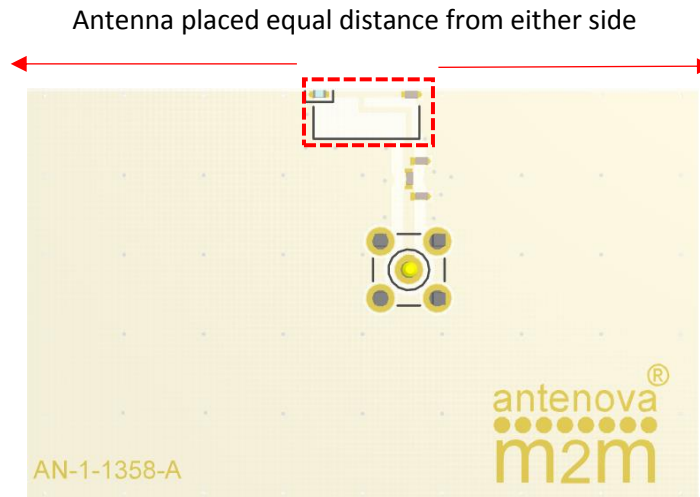 Antenna placed equal distance from either side
antenova®
m2m
AN-1-1358-A